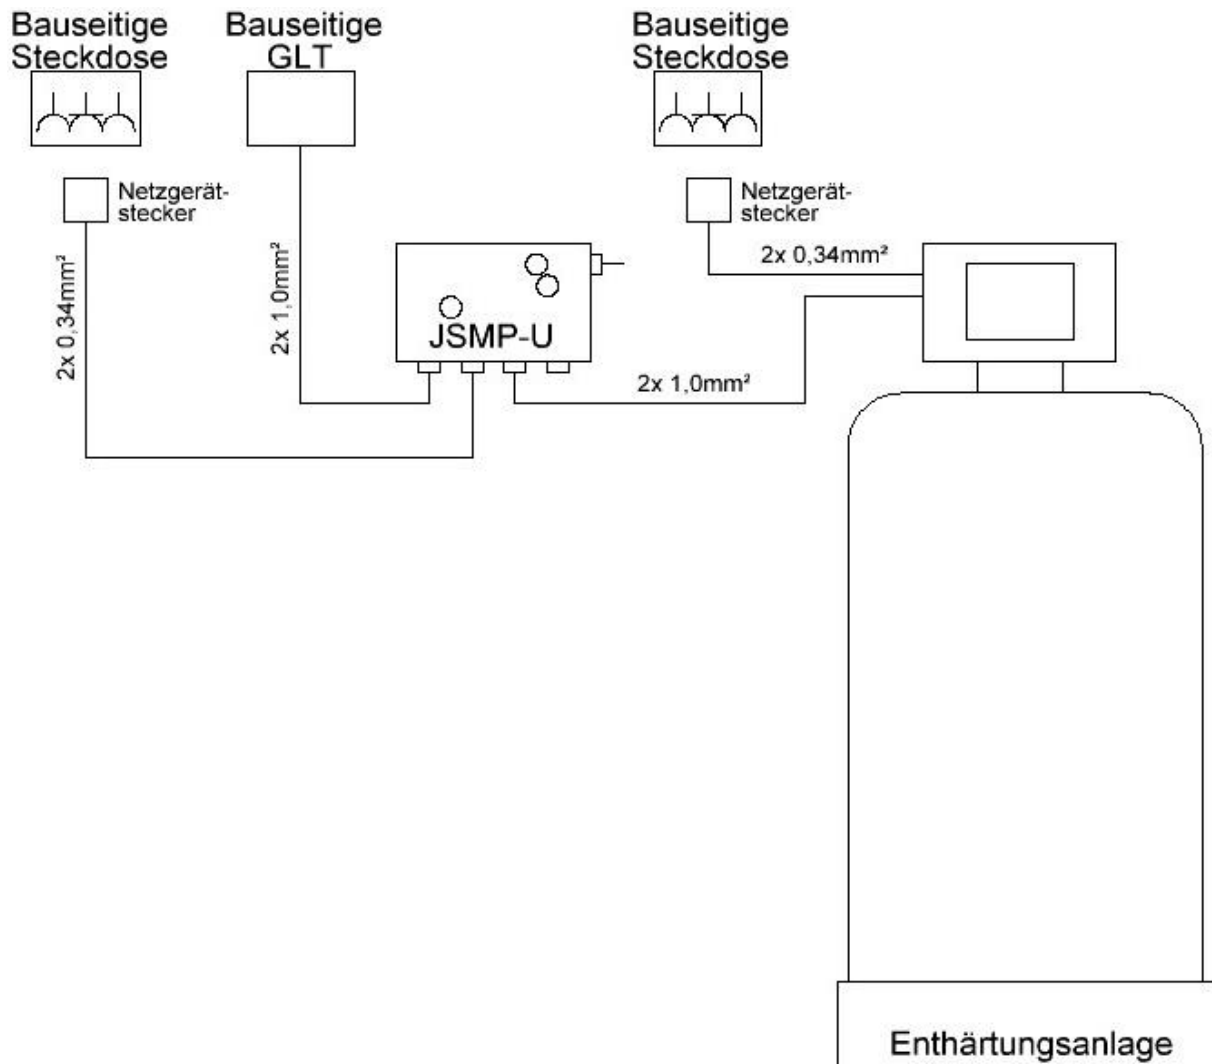 Bauseitige
Steckdose
Bauseitige
GLT
Bauseitige
Steckdose
Netzgerät-
stecker
Netzgerät-
stecker
2x 0,34mm²
2x 1,0mm²
2x 0,34mm²
JSMP-U
2x 1,0mm²
Enthärtungsanlage